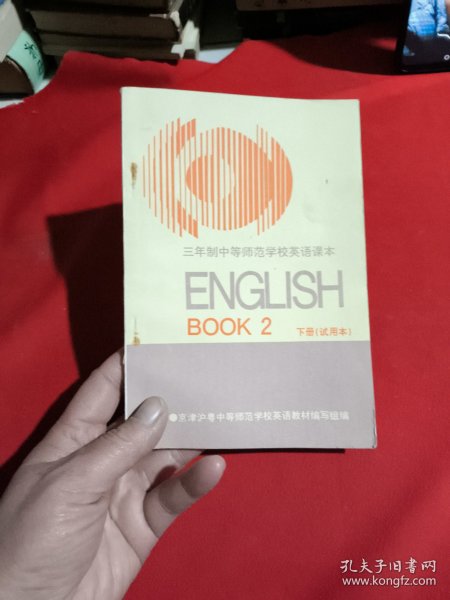 三年制中等师范学校英语课本
ENGLISH
BOOK 2 下册(试用本)
●京津沪粤中等师范学校英语教材编写组编
孔夫子旧书网
www.kongfz.com